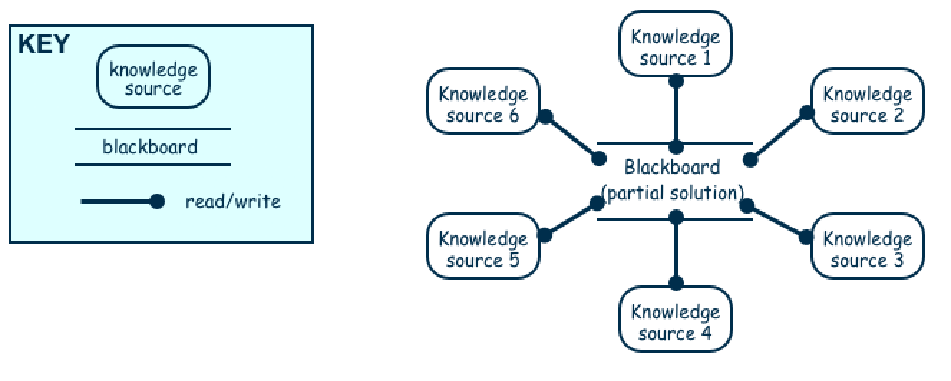 KEY
knowledge
source
blackboard
read/write
Knowledge
source 1
Knowledge
source 6
Knowledge
source 2
Blackboard
(partial solution)
Knowledge
source 5
Knowledge
source 3
Knowledge
source 4